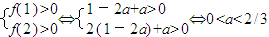 {f(1)>0 ⇔ {1－2a+a>0 ⇔0<a<2/3
{f(2)>0 {2(1－2a)+a>0